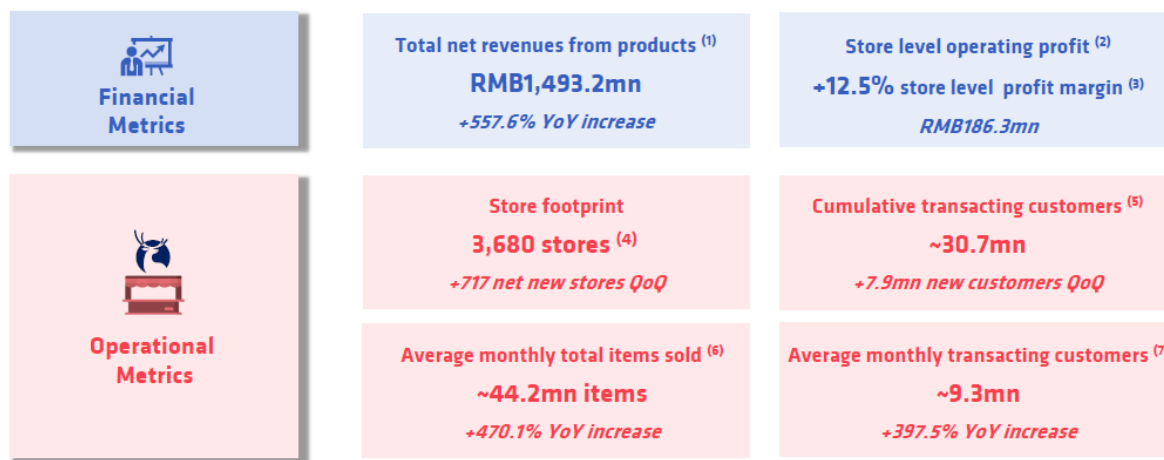 Financial
Metrics
Total net revenues from products (1)
RMB1,493.2mn
+557.6% YoY increase
Store level operating profit (2)
+12.5% store level profit margin (3)
RMB186.3mn
Operational
Metrics
Store footprint
3,680 stores (4)
+717 net new stores QoQ
Cumulative transacting customers (5)
~30.7mn
+7.9mn new customers QoQ
Average monthly total items sold (6)
~44.2mn items
+470.1% YoY increase
Average monthly transacting customers (7
~9.3mn
+397.5% YoY increase